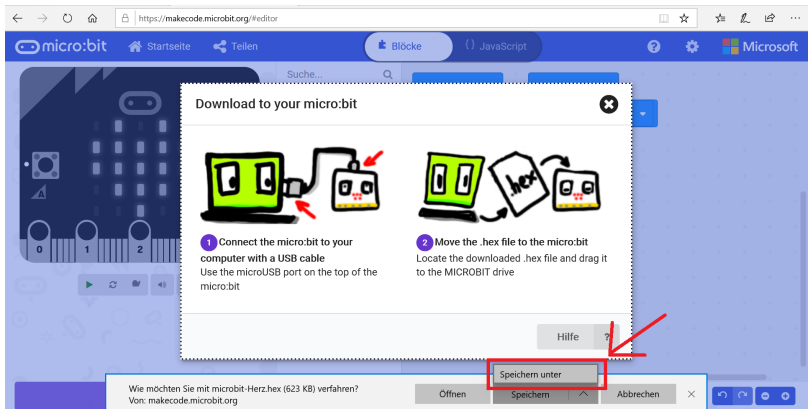 https://makecode.microbit.org/#editor
micro:bit
Startseite
Teilen
Blöcke
{} JavaScript
?
Microsoft
Suche...
Download to your micro:bit
hex
1 Connect the micro:bit to your
computer with a USB cable
Use the microUSB port on the top of the
micro:bit
2 Move the .hex file to the micro:bit
Locate the downloaded .hex file and drag it
to the MICROBIT drive
0
1
2
Hilfe ?
Speichern unter
Wie möchten Sie mit microbit-Herz.hex (623 KB) verfahren?
Von: makecode.microbit.org
Öffnen
Speichern
Abbrechen